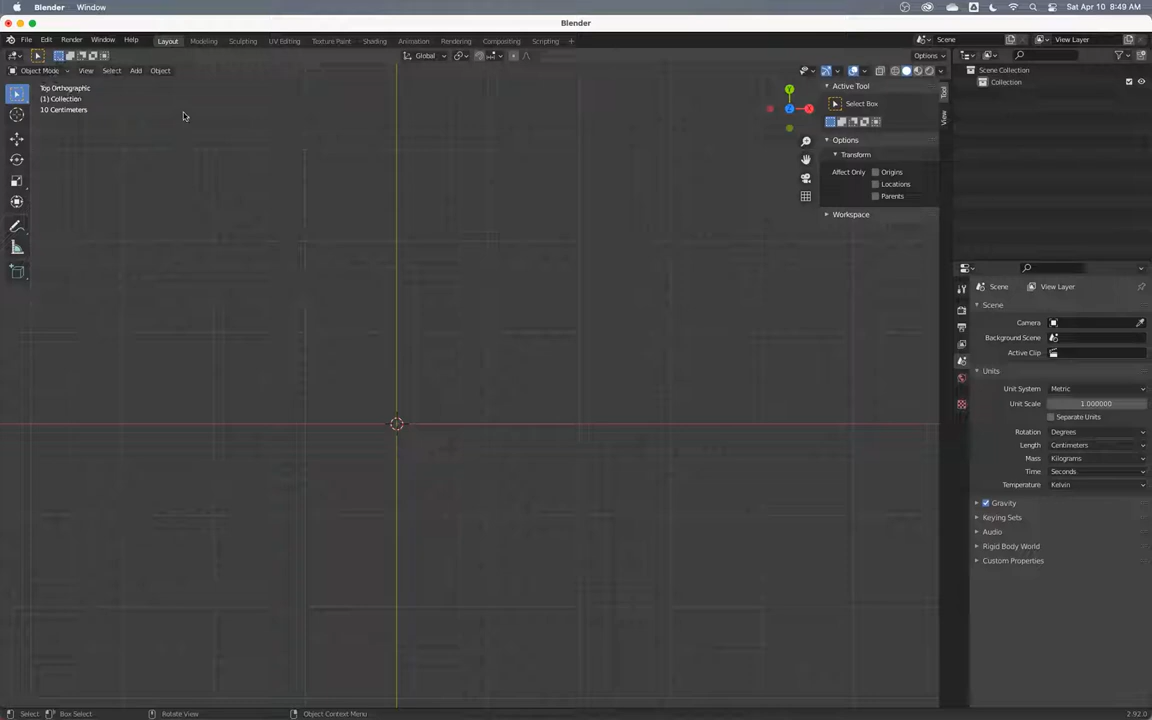 Blender Window Sat Apr 10 8:49 AM
Blender
File Edit Render Window Help Layout Modeling Sculpting UV Editing Texture Paint Shading Animation Rendering Compositing Scripting + Scene View Layer
Global Options
Object Mode View Select Add Object
Top Orthographic
(1) Collection
10 Centimeters
Y
Z
X
Active Tool
Select Box
Options
Transform
Affect Only Origins
Locations
Parents
Workspace
Tool
View
Scene Collection
Collection
Scene View Layer
Scene
Camera
Background Scene
Active Clip
Units
Unit System Metric
Unit Scale 1.000000
Separate Units
Rotation Degrees
Length Centimeters
Mass Kilograms
Time Seconds
Temperature Kelvin
Gravity
Keying Sets
Audio
Rigid Body World
Custom Properties
Select Box Select Rotate View Object Context Menu 2.92.0